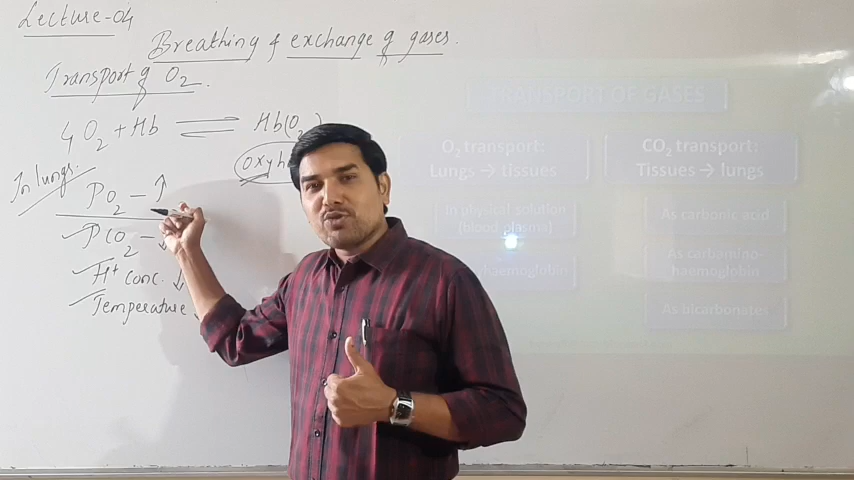 Lecture-04
Breathing & exchange of gases.
Transport of O2.
4O2 + Hb ⇌ Hb(O2)
In lungs.
PO2 - ↑
PCO2 - ↓
H+ conc. ↓
Temperature
TRANSPORT OF GASES
O2 transport:
Lungs → tissues
In physical solution
(blood plasma)
CO2 transport:
Tissues → lungs
As carbonic acid
As carbamino-
haemoglobin
As bicarbonates